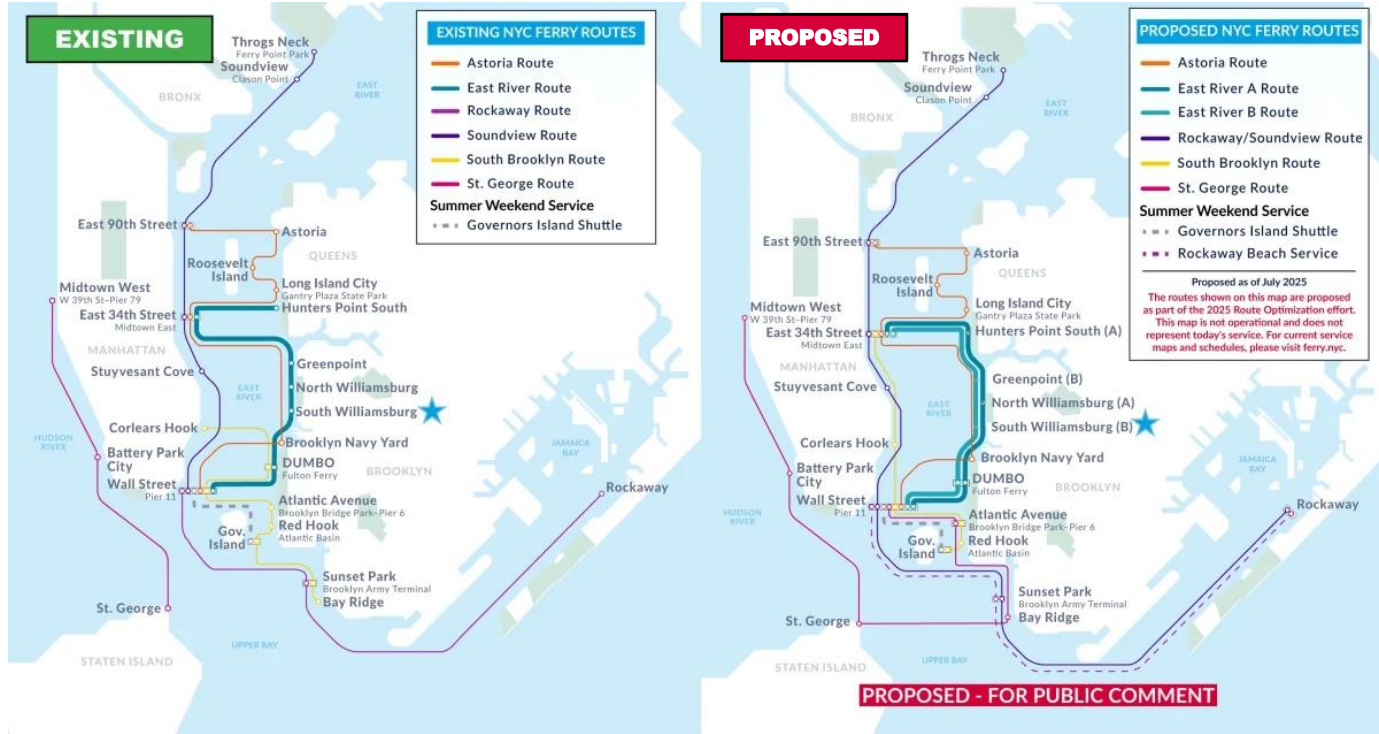 EXISTING
EXISTING NYC FERRY ROUTES
Astoria Route
East River Route
Rockaway Route
Soundview Route
South Brooklyn Route
St. George Route
Summer Weekend Service
Governors Island Shuttle
Throgs Neck
Ferry Point Park
Soundview
Clason Point
BRONX
EAST
RIVER
East 90th Street
Astoria
QUEENS
Roosevelt
Island
Long Island City
Gantry Plaza State Park
Midtown West
W 39th St–Pier 79
Hunters Point South
East 34th Street
Midtown East
MANHATTAN
Greenpoint
Stuyvesant Cove
EAST
RIVER
North Williamsburg
South Williamsburg
Corlears Hook
HUDSON
RIVER
Brooklyn Navy Yard
JAMAICA
BAY
Battery Park
City
DUMBO
Fulton Ferry
BROOKLYN
Wall Street
Pier 11
Rockaway
Atlantic Avenue
Brooklyn Bridge Park–Pier 6
Red Hook
Atlantic Basin
Gov.
Island
Sunset Park
Brooklyn Army Terminal
Bay Ridge
St. George
UPPER BAY
STATEN ISLAND
PROPOSED
PROPOSED NYC FERRY ROUTES
Astoria Route
East River A Route
East River B Route
Rockaway/Soundview Route
South Brooklyn Route
St. George Route
Summer Weekend Service
Governors Island Shuttle
Rockaway Beach Service
Proposed as of July 2025
The routes shown on this map are proposed
as part of the 2025 Route Optimization effort.
This map is not operational and does not
represent today's service. For current service
maps and schedules, please visit ferry.nyc.
Throgs Neck
Ferry Point Park
Soundview
Clason Point
BRONX
EAST
RIVER
East 90th Street
Astoria
QUEENS
Roosevelt
Island
Long Island City
Gantry Plaza State Park
Midtown West
W 39th St–Pier 79
East 34th Street
Midtown East
Hunters Point South (A)
MANHATTAN
Stuyvesant Cove
Greenpoint (B)
EAST
RIVER
North Williamsburg (A)
South Williamsburg (B)
Corlears Hook
Brooklyn Navy Yard
JAMAICA
BAY
Battery Park
City
DUMBO
Fulton Ferry
BROOKLYN
Wall Street
Pier 11
Rockaway
HUDSON
RIVER
Atlantic Avenue
Brooklyn Bridge Park–Pier 6
Gov.
Island
Red Hook
Atlantic Basin
Sunset Park
Brooklyn Army Terminal
Bay Ridge
St. George
UPPER BAY
STATEN ISLAND
PROPOSED - FOR PUBLIC COMMENT